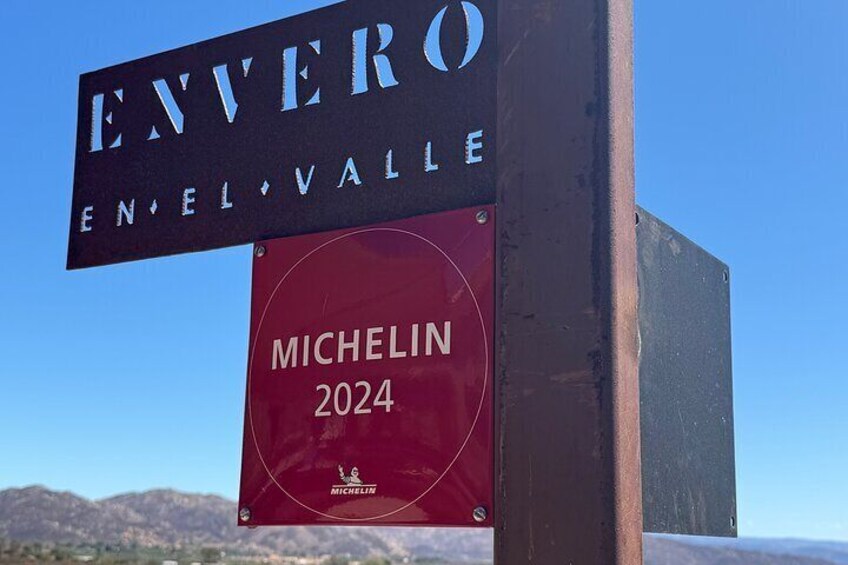 ENVERO
EN • EL • VALLE
MICHELIN
2024
MICHELIN